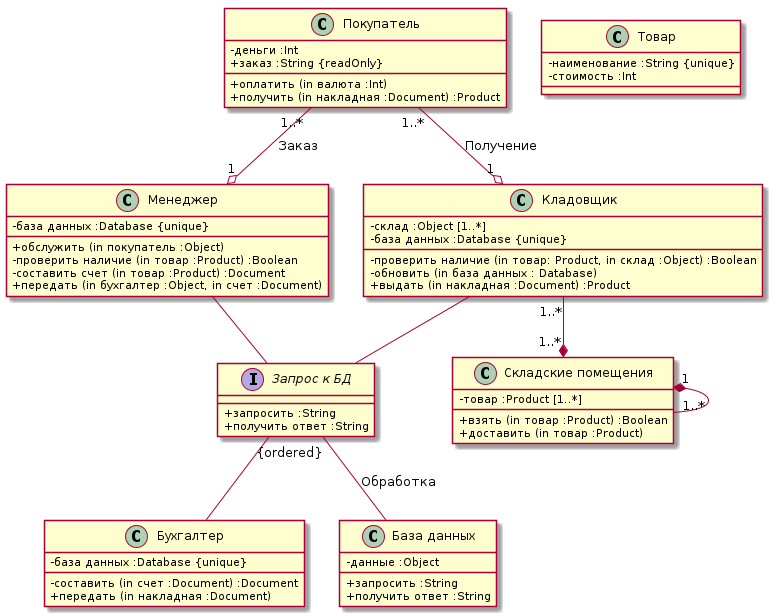 C Покупатель
-деньги :Int
+заказ :String {readOnly}
+оплатить (in валюта :Int)
+получить (in накладная :Document) :Product
C Товар
-наименование :String {unique}
-стоимость :Int
1..*
1..*
Заказ
Получение
1
1
C Менеджер
-база данных :Database {unique}
+обслужить (in покупатель :Object)
-проверить наличие (in товар :Product) :Boolean
-составить счет (in товар :Product) :Document
+передать (in бухгалтер :Object, in счет :Document)
C Кладовщик
-склад :Object [1..*]
-база данных :Database {unique}
-проверить наличие (in товар: Product, in склад :Object) :Boolean
-обновить (in база данных : Database)
+выдать (in накладная :Document) :Product
1..*
1..*
I Запрос к БД
+запросить :String
+получить ответ :String
C Складские помещения
-товар :Product [1..*]
+взять (in товар :Product) :Boolean
+доставить (in товар :Product)
1
1..*
{ordered}
Обработка
C Бухгалтер
-база данных :Database {unique}
-составить (in счет :Document) :Document
+передать (in накладная :Document)
C База данных
-данные :Object
+запросить :String
+получить ответ :String